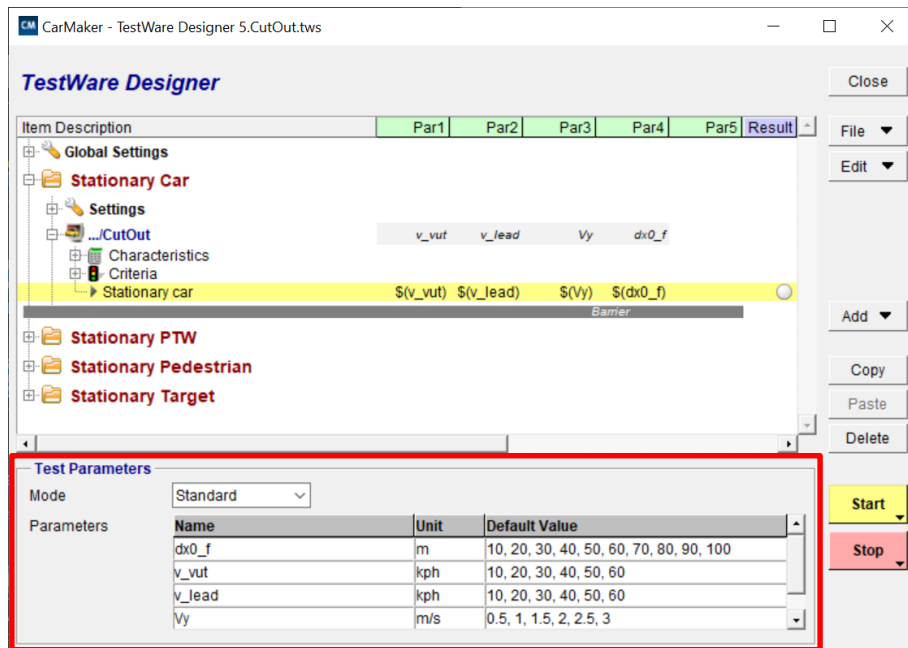 CM CarMaker - TestWare Designer 5.CutOut.tws
TestWare Designer
Close
Item Description Par1 Par2 Par3 Par4 Par5 Result
File
Global Settings
Edit
Stationary Car
Settings
.../CutOut v_vut v_lead Vy dx0_f
Characteristics
Criteria
Stationary car $(v_vut) $(v_lead) $(Vy) $(dx0_f)
Barrier
Add
Stationary PTW
Stationary Pedestrian
Copy
Stationary Target
Paste
Delete
Test Parameters
Mode Standard
Start
Parameters Name Unit Default Value
dx0_f m 10, 20, 30, 40, 50, 60, 70, 80, 90, 100
Stop
v_vut kph 10, 20, 30, 40, 50, 60
v_lead kph 10, 20, 30, 40, 50, 60
Vy m/s 0.5, 1, 1.5, 2, 2.5, 3